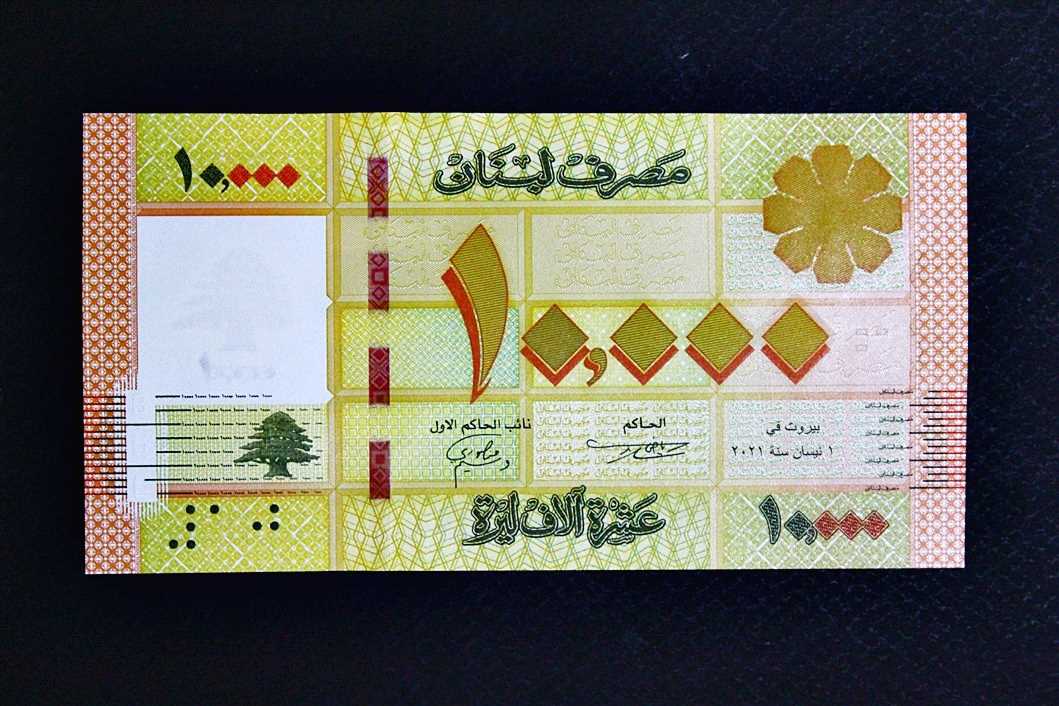 مصرف لبنان
١٠,٠٠٠
١٠,٠٠٠
نائب الحاكم الاول
الحاكم
بيروت في
١ نيسان سنة ٢٠٢١
عشرة آلاف ليرة
١٠,٠٠٠